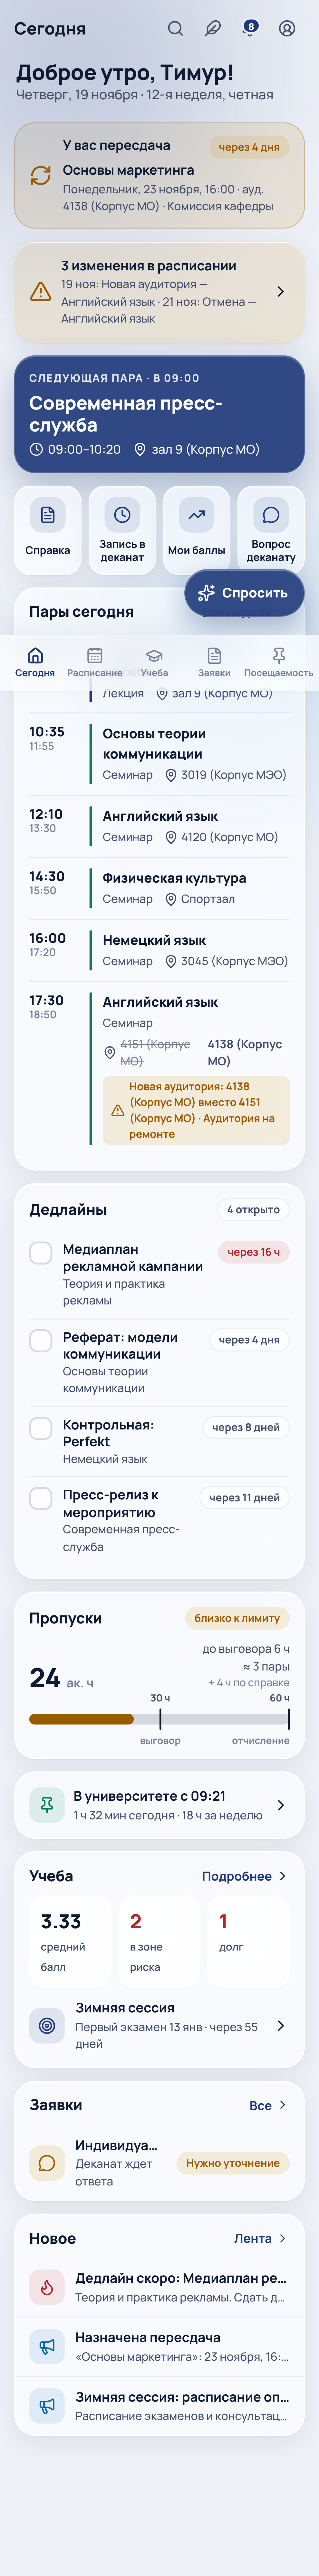 Сегодня
8
Доброе утро, Тимур!
Четверг, 19 ноября · 12-я неделя, четная
У вас пересдача
через 4 дня
Основы маркетинга
Понедельник, 23 ноября, 16:00 · ауд.
4138 (Корпус МО) · Комиссия кафедры
3 изменения в расписании
19 ноя: Новая аудитория —
Английский язык · 21 ноя: Отмена —
Английский язык
СЛЕДУЮЩАЯ ПАРА · В 09:00
Современная пресс-
служба
09:00–10:20 зал 9 (Корпус МО)
Справка
Запись в
деканат
Мои баллы
Вопрос
деканату
Спросить
Пары сегодня
Сегодня
Расписание
Учеба
Заявки
Посещаемость
Лекция зал 9 (Корпус МО)
10:35
11:55
Основы теории
коммуникации
Семинар 3019 (Корпус МЭО)
12:10
13:30
Английский язык
Семинар 4120 (Корпус МО)
14:30
15:50
Физическая культура
Семинар Спортзал
16:00
17:20
Немецкий язык
Семинар 3045 (Корпус МЭО)
17:30
18:50
Английский язык
Семинар
4151 (Корпус
МО)
4138 (Корпус
МО)
Новая аудитория: 4138
(Корпус МО) вместо 4151
(Корпус МО) · Аудитория на
ремонте
Дедлайны
4 открыто
Медиаплан
рекламной кампании
через 16 ч
Теория и практика
рекламы
Реферат: модели
коммуникации
через 4 дня
Основы теории
коммуникации
Контрольная:
Perfekt
через 8 дней
Немецкий язык
Пресс-релиз к
мероприятию
через 11 дней
Современная пресс-
служба
Пропуски
близко к лимиту
24 ак. ч
до выговора 6 ч
≈ 3 пары
+ 4 ч по справке
30 ч
60 ч
выговор
отчисление
В университете с 09:21
1 ч 32 мин сегодня · 18 ч за неделю
Учеба
Подробнее
3.33
средний
балл
2
в зоне
риска
1
долг
Зимняя сессия
Первый экзамен 13 янв · через 55
дней
Заявки
Все
Индивидуа...
Деканат ждет
ответа
Нужно уточнение
Новое
Лента
Дедлайн скоро: Медиаплан ре...
Теория и практика рекламы. Сдать д...
Назначена пересдача
«Основы маркетинга»: 23 ноября, 16:...
Зимняя сессия: расписание оп...
Расписание экзаменов и консультац...